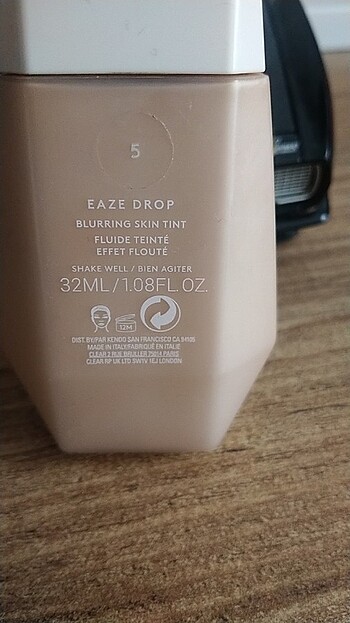 5
EAZE DROP
BLURRING SKIN TINT
FLUIDE TEINTÉ
EFFET FLOUTÉ
SHAKE WELL / BIEN AGITER
32ML/1.08FL.OZ.
12M
DIST. BY/PAR KENDO SAN FRANCISCO CA 94105
MADE IN ITALY/FABRIQUÉ EN ITALIE
CLEAR 2 RUE BRULLER 75014 PARIS
CLEAR RP UK LTD SW1V 1EJ LONDON